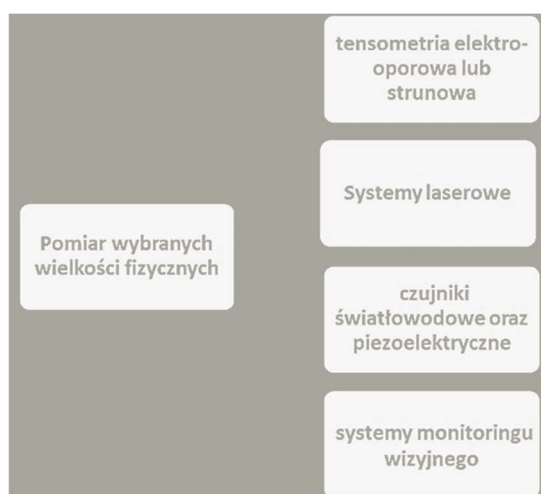 Pomiar wybranych
wielkości fizycznych
tensometria elektro-
oporowa lub
strunowa
Systemy laserowe
czujniki
światłowodowe oraz
piezoelektryczne
systemy monitoringu
wizyjnego